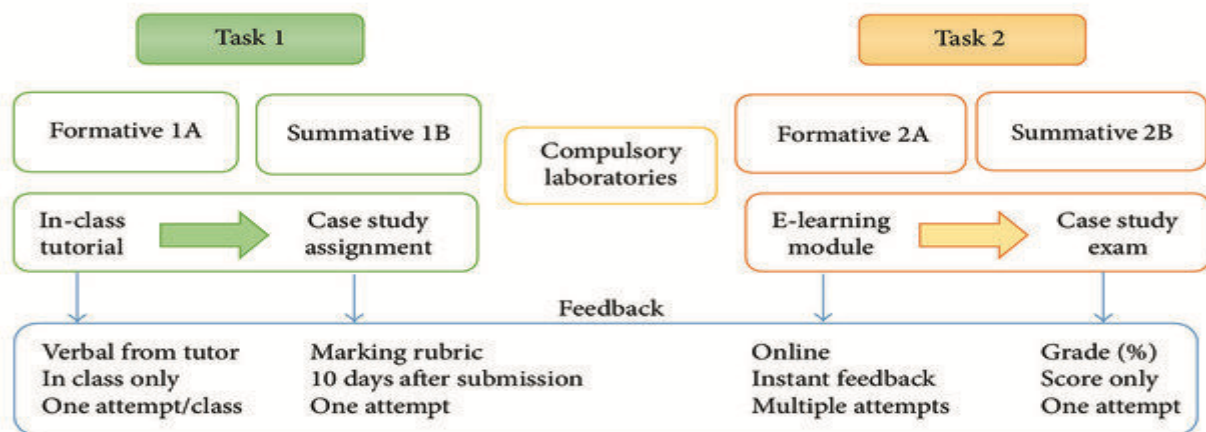 Task 1
Task 2
Formative 1A
Summative 1B
Compulsory
laboratories
Formative 2A
Summative 2B
In-class
tutorial
Case study
assignment
E-learning
module
Case study
exam
Feedback
Verbal from tutor
In class only
One attempt/class
Marking rubric
10 days after submission
One attempt
Online
Instant feedback
Multiple attempts
Grade (%)
Score only
One attempt